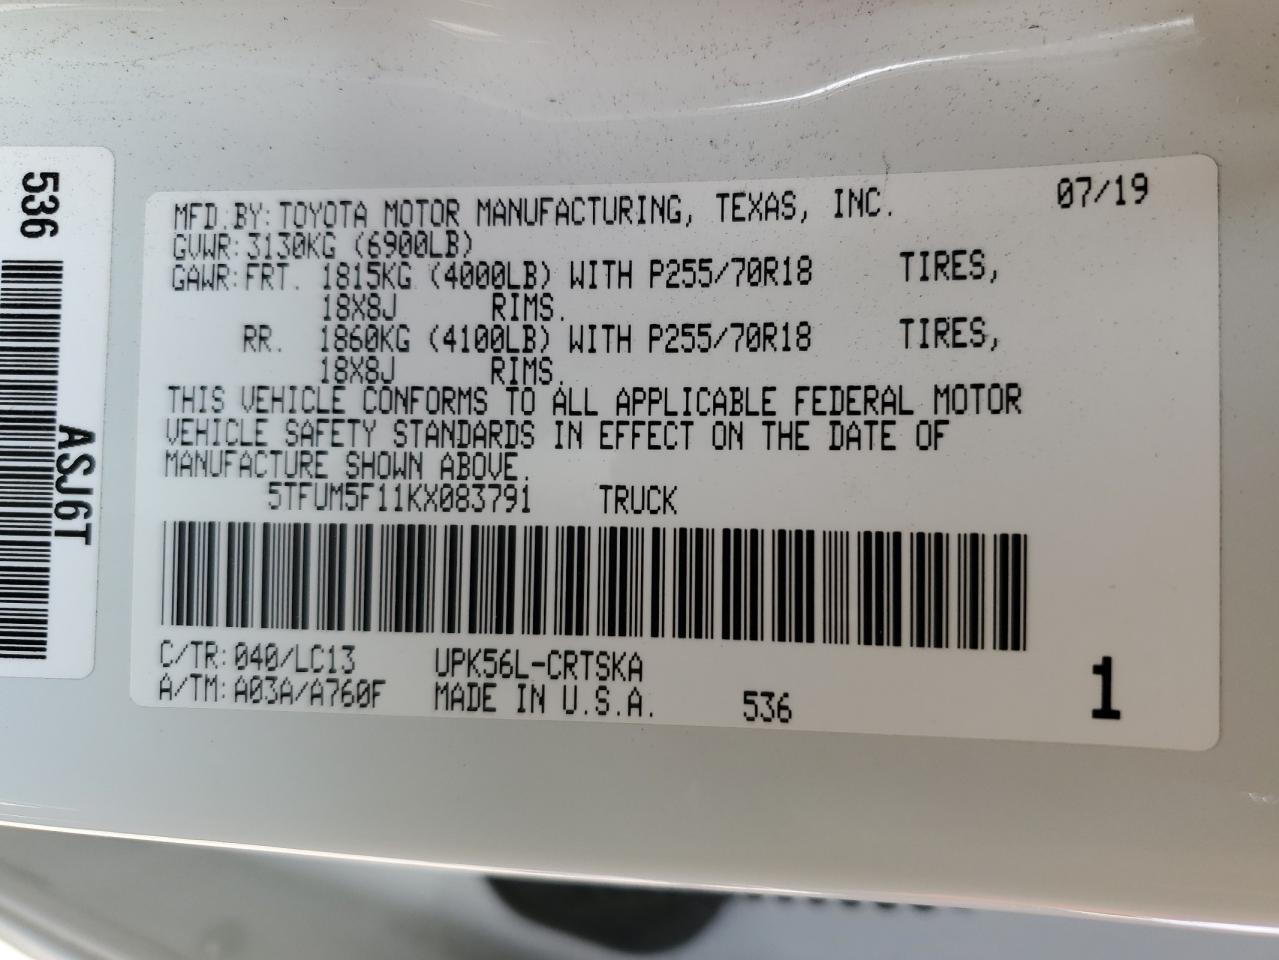 536
ASJ6T
MFD.BY:TOYOTA MOTOR MANUFACTURING, TEXAS, INC. 07/19
GVWR:3130KG (6900LB)
GAWR:FRT. 1815KG (4000LB) WITH P255/70R18 TIRES,
18X8J RIMS.
RR. 1860KG (4100LB) WITH P255/70R18 TIRES,
18X8J RIMS.
THIS VEHICLE CONFORMS TO ALL APPLICABLE FEDERAL MOTOR
VEHICLE SAFETY STANDARDS IN EFFECT ON THE DATE OF
MANUFACTURE SHOWN ABOVE.
5TFUM5F11KX083791 TRUCK
C/TR:040/LC13 UPK56L-CRTSKA
A/TM:A03A/A760F MADE IN U.S.A. 536 1